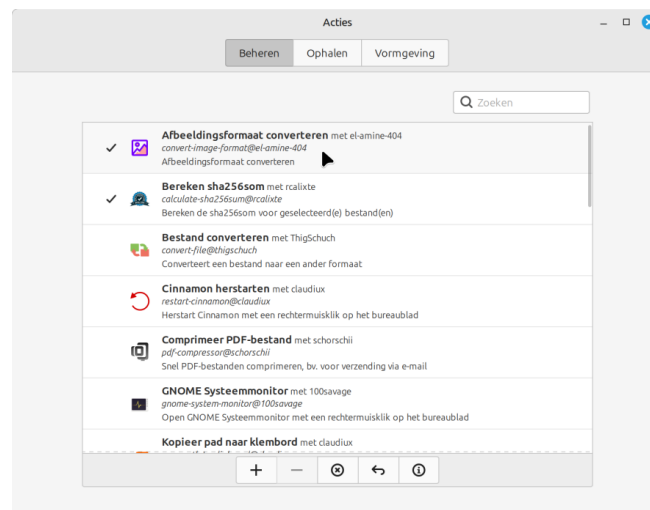 Acties
Beheren Ophalen Vormgeving
Zoeken
Afbeeldingsformaat converteren met el-amine-404
convert-image-format@el-amine-404
Afbeeldingsformaat converteren
Bereken sha256som met rcalixte
calculate-sha256sum@rcalixte
Bereken de sha256som voor geselecteerd(e) bestand(en)
Bestand converteren met ThigSchuch
convert-file@thigschuch
Converteert een bestand naar een ander formaat
Cinnamon herstarten met claudiux
restart-cinnamon@claudiux
Herstart Cinnamon met een rechtermuisklik op het bureaublad
Comprimeer PDF-bestand met schorschii
pdf-compressor@schorschii
Snel PDF-bestanden comprimeren, bv. voor verzending via e-mail
GNOME Systeemmonitor met 100savage
gnome-system-monitor@100savage
Open GNOME Systeemmonitor met een rechtermuisklik op het bureaublad
Kopieer pad naar klembord met claudiux